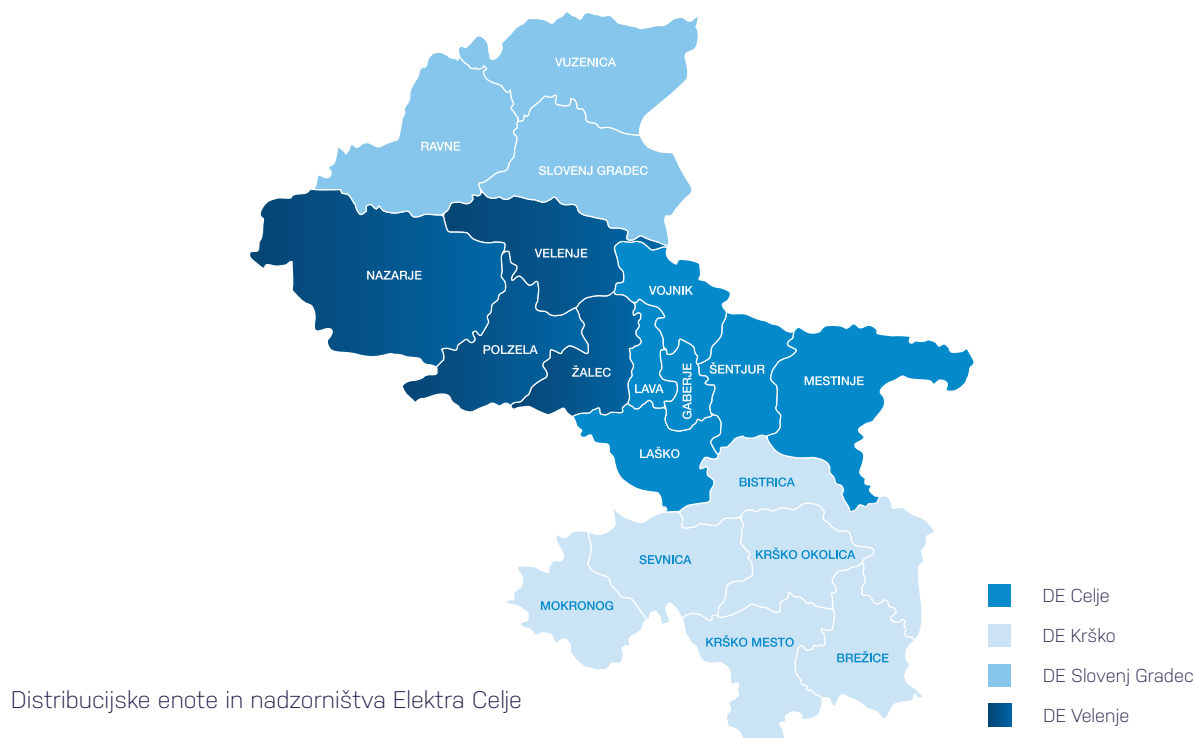 VUZENICA
RAVNE
SLOVENJ GRADEC
VELENJE
NAZARJE
VOJNIK
POLZELA
ŽALEC
LAVA
GABERJE
ŠENTJUR
MESTINJE
LAŠKO
BISTRICA
SEVNICA
KRŠKO OKOLICA
MOKRONOG
KRŠKO MESTO
BREŽICE
DE Celje
DE Krško
DE Slovenj Gradec
DE Velenje
Distribucijske enote in nadzorništva Elektra Celje